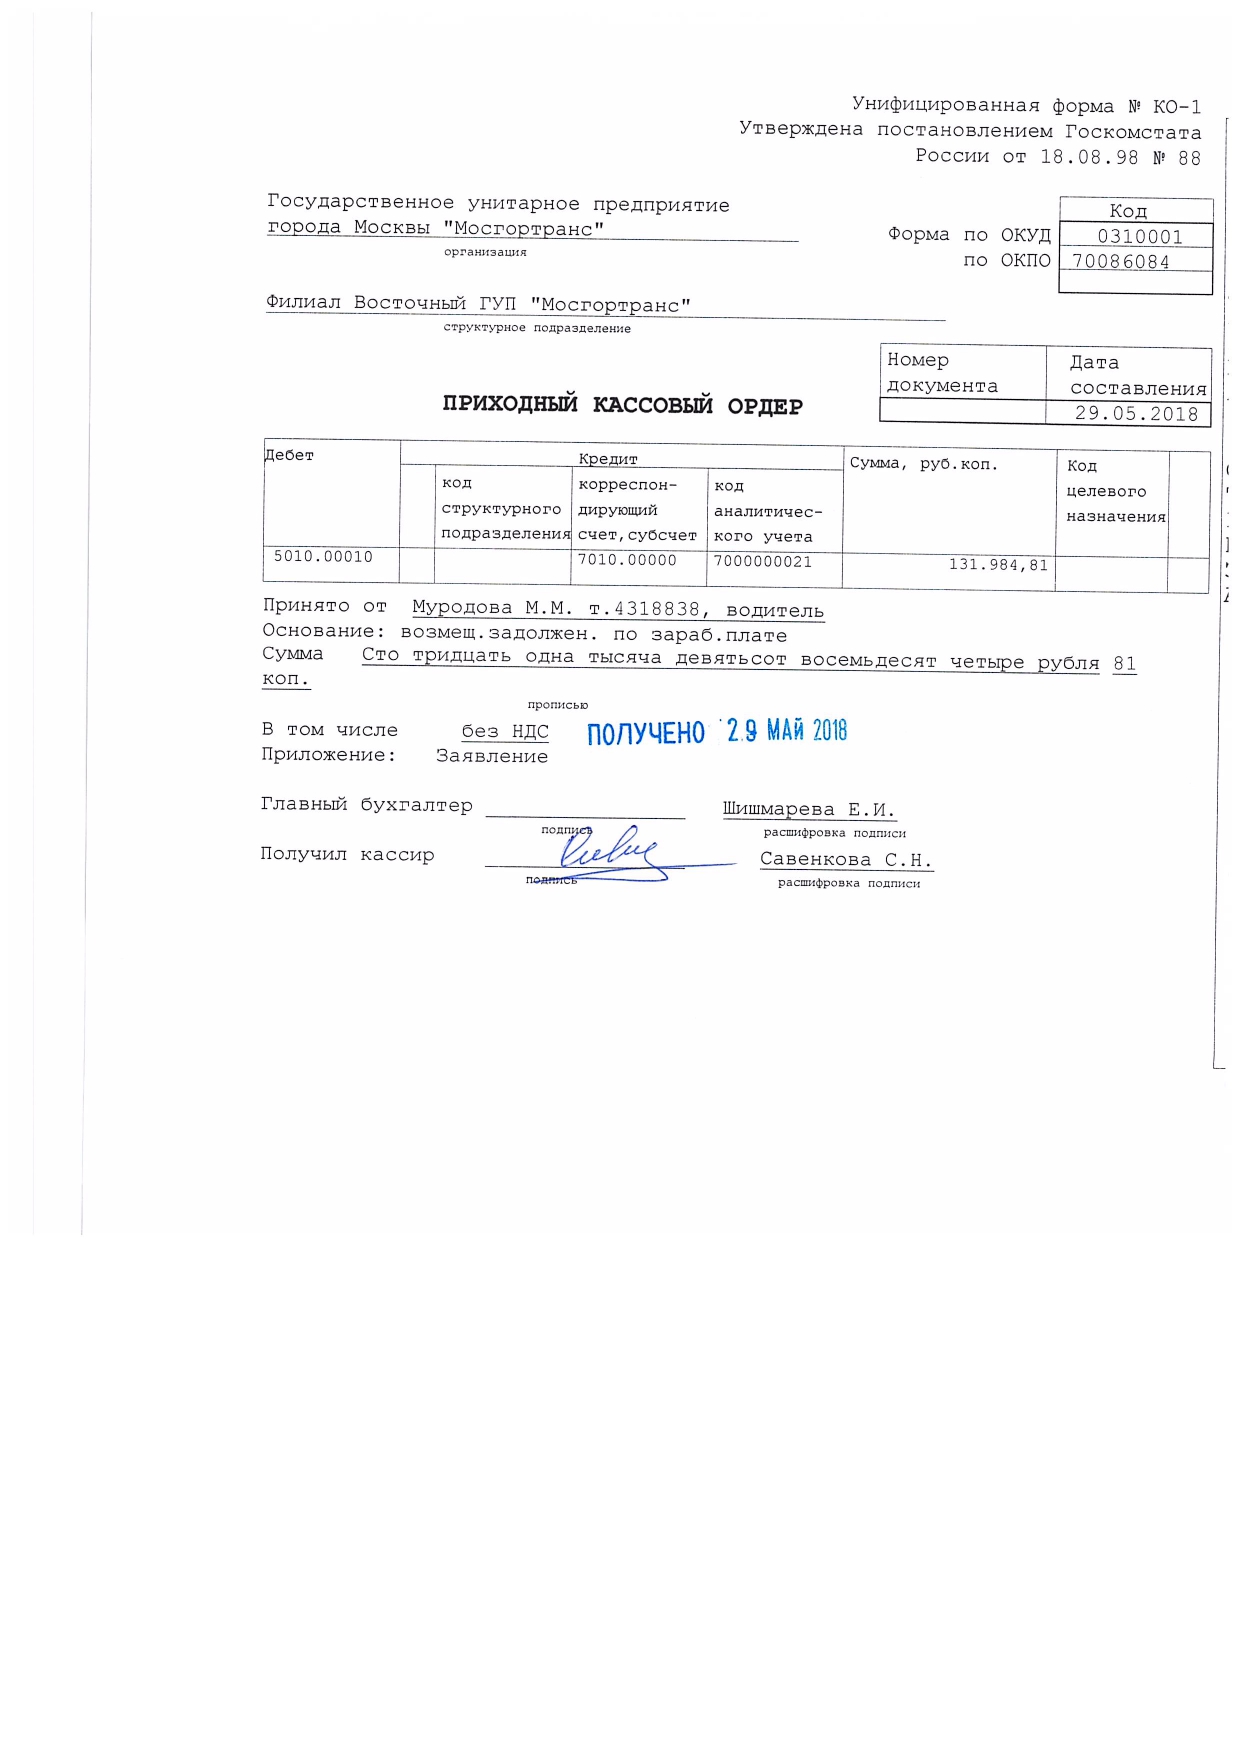 Унифицированная форма № КО-1
Утверждена постановлением Госкомстата
России от 18.08.98 № 88
Государственное унитарное предприятие
города Москвы "Мосгортранс"
организация
Код
Форма по ОКУД 0310001
по ОКПО 70086084
Филиал Восточный ГУП "Мосгортранс"
структурное подразделение
Номер документа
Дата составления
ПРИХОДНЫЙ КАССОВЫЙ ОРДЕР
29.05.2018
Дебет
Кредит
Сумма, руб.коп.
Код целевого назначения
код структурного подразделения
корреспон-дирующий счет,субсчет
код аналитичес-кого учета
5010.00010 7010.00000 7000000021 131.984,81
Принято от Муродова М.М. т.4318838, водитель
Основание: возмещ.задолжен. по зараб.плате
Сумма Сто тридцать одна тысяча девятьсот восемьдесят четыре рубля 81
коп.
прописью
В том числе без НДС ПОЛУЧЕНО 29 МАЙ 2018
Приложение: Заявление
Главный бухгалтер Шишмарева Е.И.
подпись расшифровка подписи
Получил кассир Савенкова С.Н.
подпись расшифровка подписи